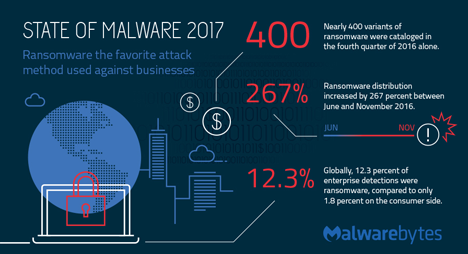 STATE OF MALWARE 2017
Ransomware the favorite attack
method used against businesses
400
Nearly 400 variants of
ransomware were cataloged in
the fourth quarter of 2016 alone.
$
$
267%
Ransomware distribution
increased by 267 percent between
June and November 2016.
JUN
NOV
!
12.3%
Globally, 12.3 percent of
enterprise detections were
ransomware, compared to only
1.8 percent on the consumer side.
Malwarebytes